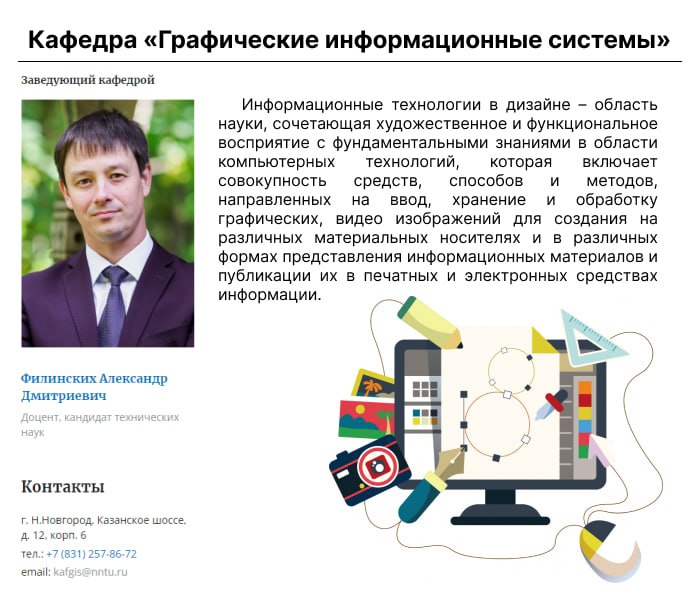 Кафедра «Графические информационные системы»
Заведующий кафедрой
Информационные технологии в дизайне – область
науки, сочетающая художественное и функциональное
восприятие с фундаментальными знаниями в области
компьютерных технологий, которая включает
совокупность средств, способов и методов,
направленных на ввод, хранение и обработку
графических, видео изображений для создания на
различных материальных носителях и в различных
формах представления информационных материалов и
публикации их в печатных и электронных средствах
информации.
Филинских Александр
Дмитриевич
Доцент, кандидат технических
наук
Контакты
г. Н.Новгород, Казанское шоссе,
д. 12, корп. 6
тел.: +7 (831) 257-86-72
email: kafgis@nntu.ru